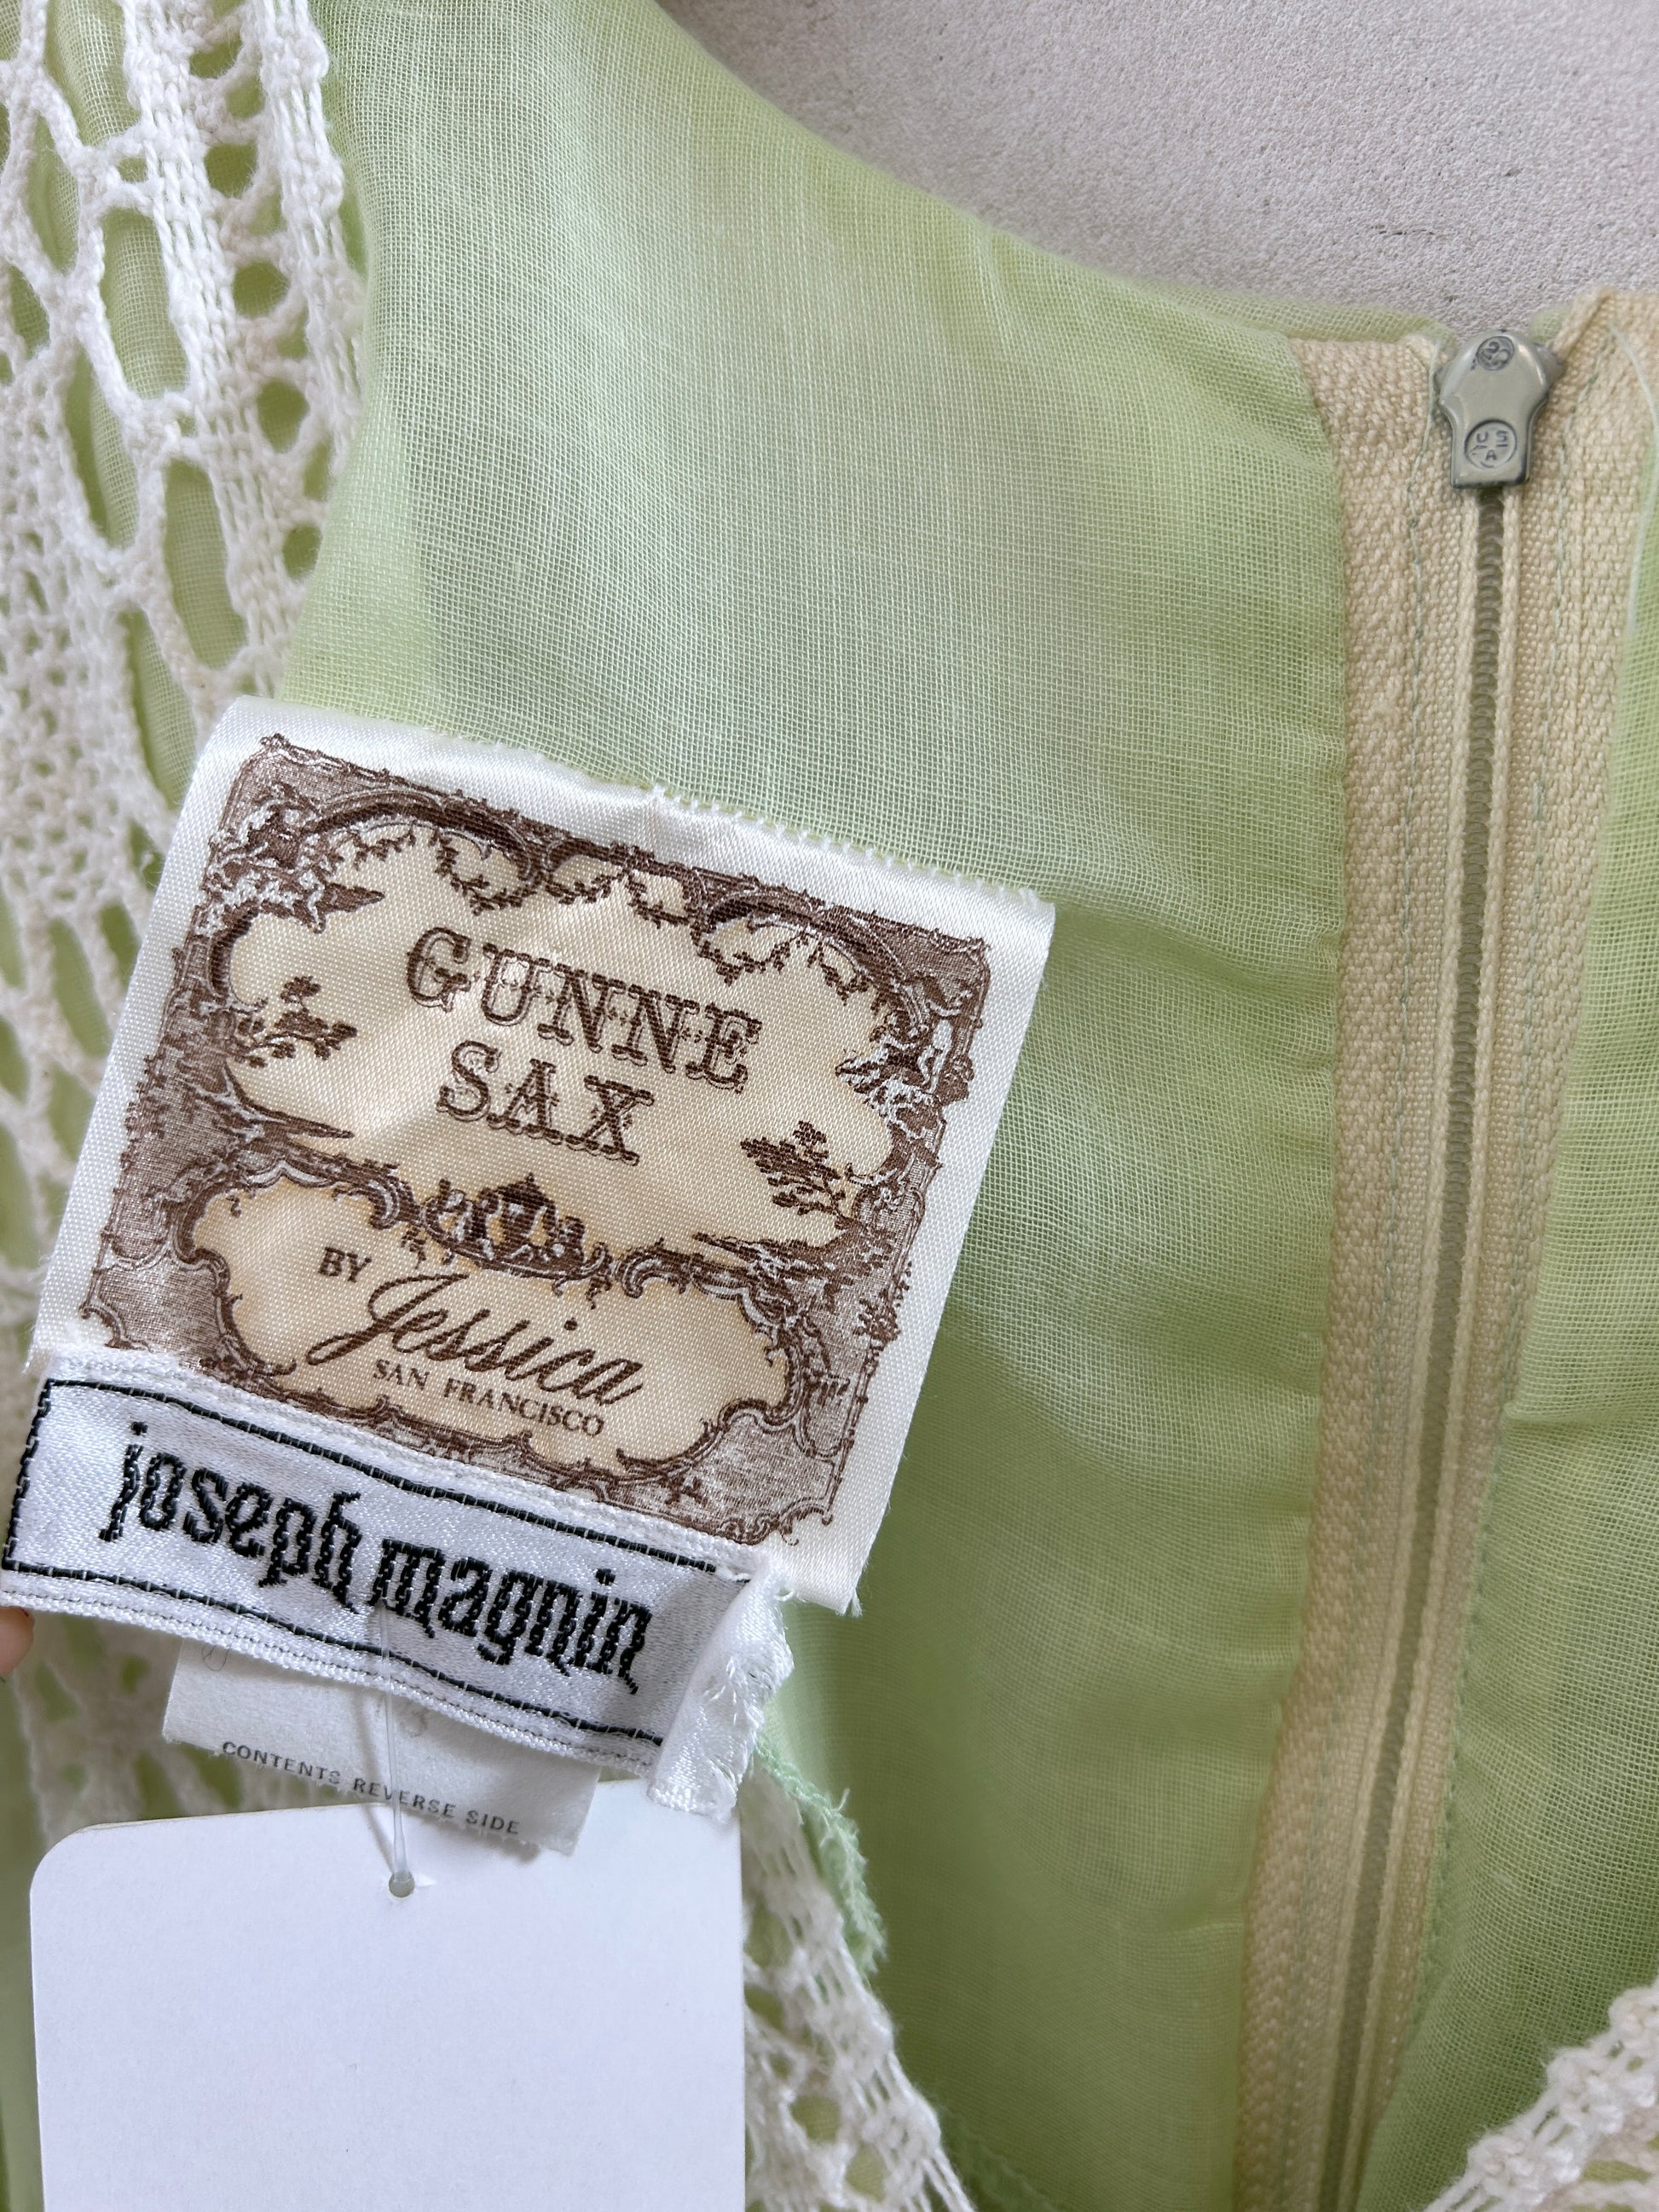 GUNNE
SAX
BY Jessica
SAN FRANCISCO
joseph magnin
CONTENTS REVERSE SIDE
U S
A